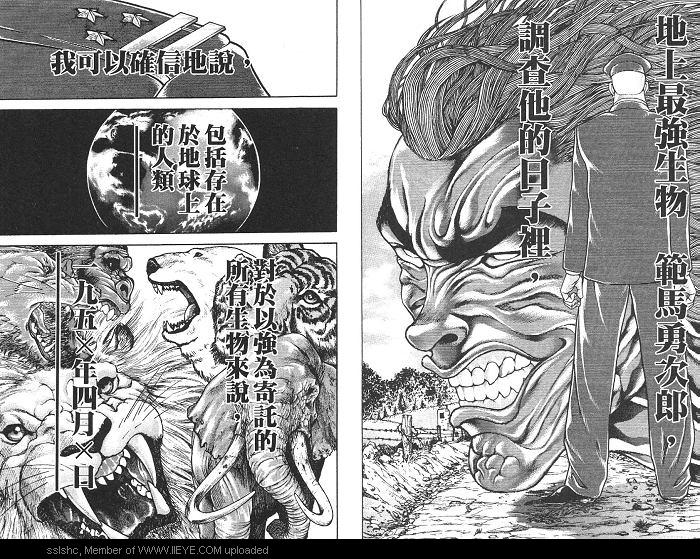 地上最強生物 範馬勇次郎，
調查他的日子裡，
我可以確信地說，
包括存在
於地球上
的人類
對於以強為寄託的
所有生物來說，
一九五×年四月×日
sslshc, Member of WWW.IIEYE.COM uploaded